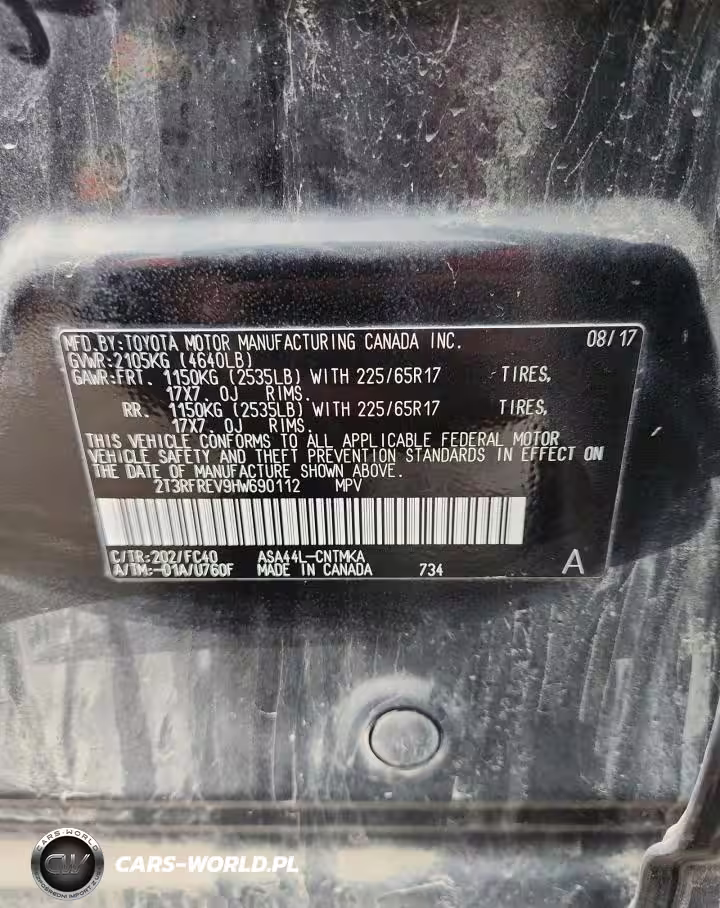 MFD.BY:TOYOTA MOTOR MANUFACTURING CANADA INC. 08/17
GVWR:2105KG (4640LB)
GAWR:FRT. 1150KG (2535LB) WITH 225/65R17 TIRES,
17X7.0J RIMS.
RR. 1150KG (2535LB) WITH 225/65R17 TIRES,
17X7.0J RIMS.
THIS VEHICLE CONFORMS TO ALL APPLICABLE FEDERAL MOTOR
VEHICLE SAFETY AND THEFT PREVENTION STANDARDS IN EFFECT ON
THE DATE OF MANUFACTURE SHOWN ABOVE.
2T3RFREV9HW690112 MPV
C/TR:202/FC40 ASA44L-CNTMKA
A/TM:-01A/U760F MADE IN CANADA 734 A
CARS-WORLD
CW
CARS-WORLD.PL